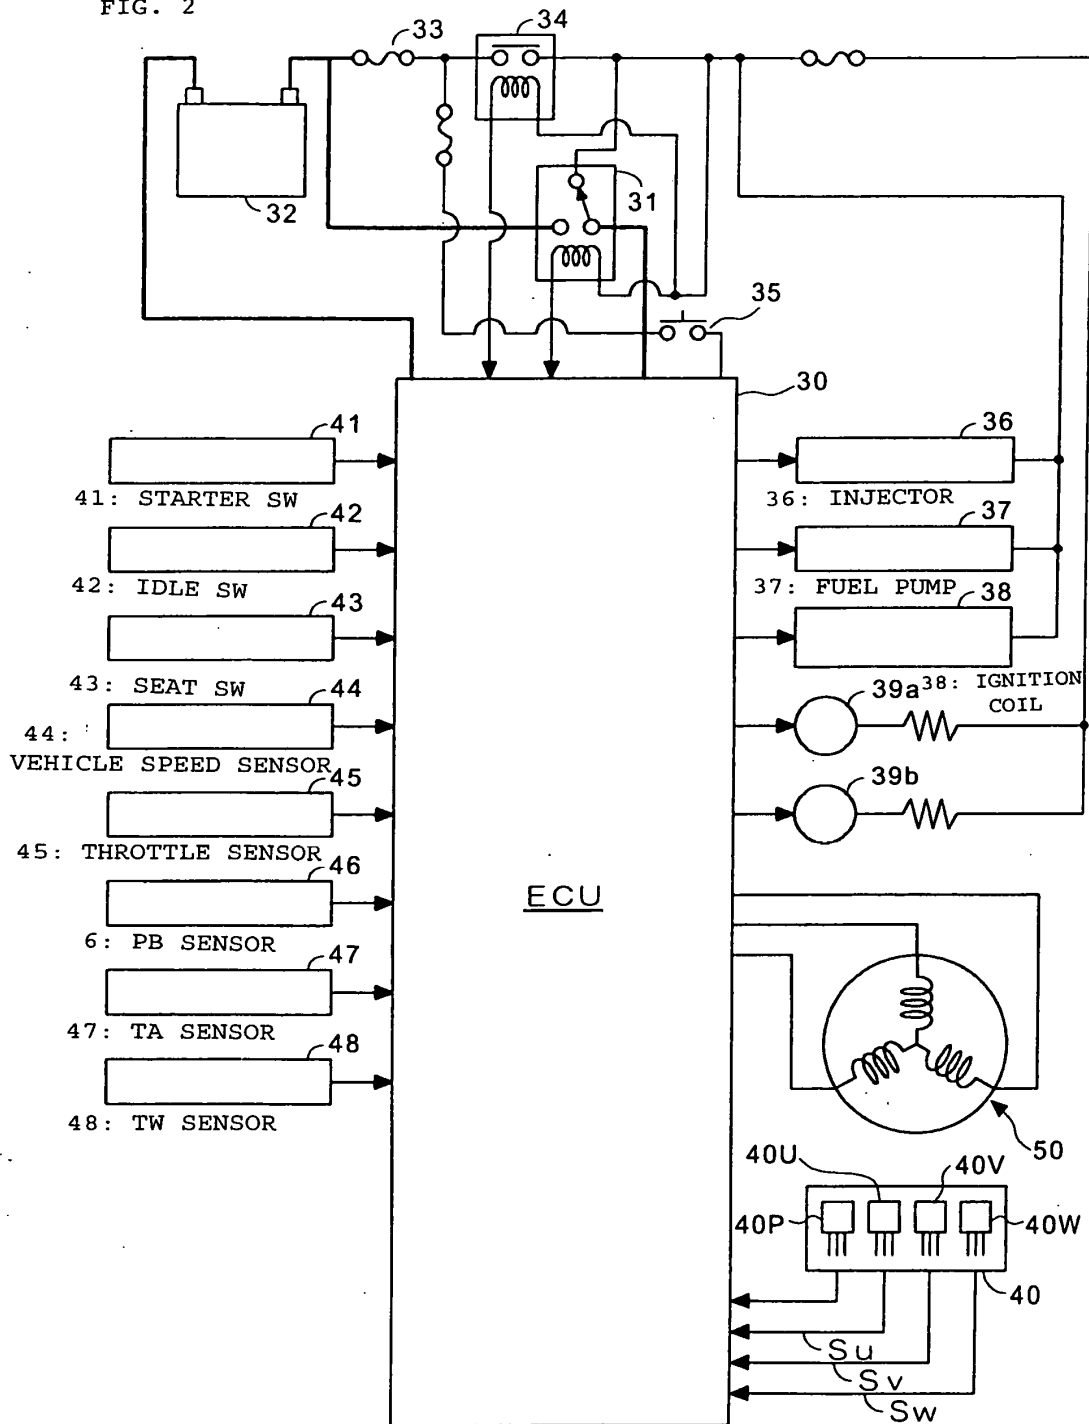 FIG. 2
33
34
32
31
35
30
41
41: STARTER SW
42
42: IDLE SW
43
43: SEAT SW
44
44:
VEHICLE SPEED SENSOR
45
45: THROTTLE SENSOR
46
6: PB SENSOR
47
47: TA SENSOR
48
48: TW SENSOR
ECU
36
36: INJECTOR
37
37: FUEL PUMP
38
38: IGNITION
COIL
39a
39b
50
40U
40V
40P
40W
40
Su
Sv
Sw